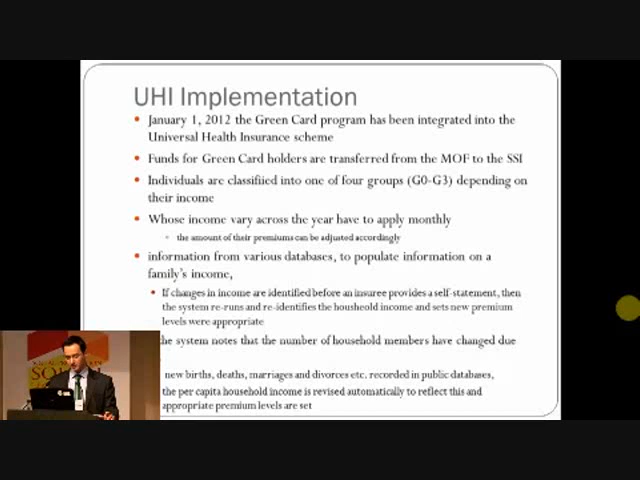 UHI Implementation
January 1, 2012 the Green Card program has been integrated into the
Universal Health Insurance scheme
Funds for Green Card holders are transferred from the MOF to the SSI
Individuals are classifiied into one of four groups (G0-G3) depending on
their income
Whose income vary across the year have to apply monthly
the amount of their premiums can be adjusted accordingly
information from various databases, to populate information on a
family's income,
If changes in income are identified before an insuree provides a self-statement, then
the system re-runs and re-identifies the housheold income and sets new premium
levels were appropriate
the system notes that the number of household members have changed due
new births, deaths, marriages and divorces etc. recorded in public databases,
the per capita household income is revised automatically to reflect this and
appropriate premium levels are set